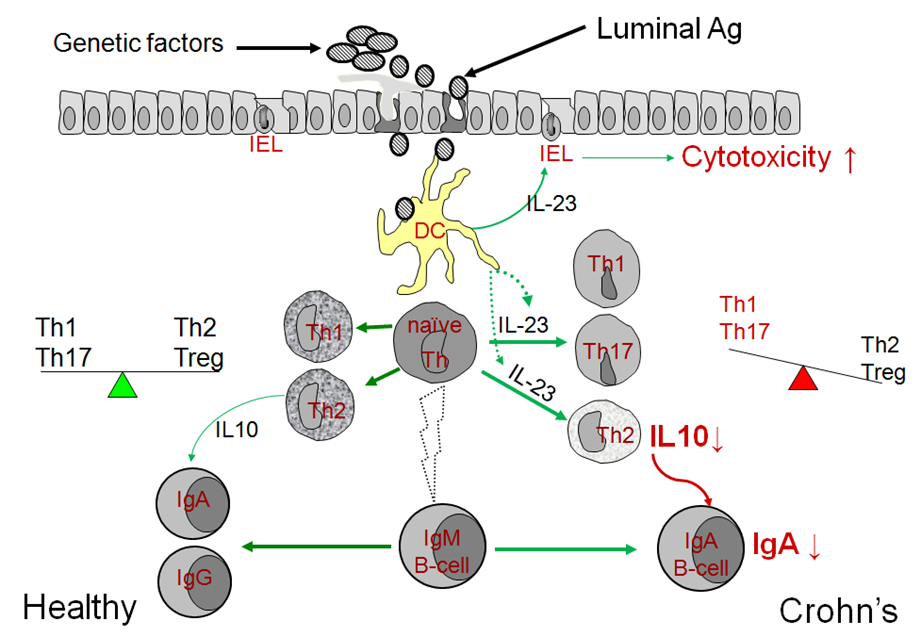 Genetic factors
Luminal Ag
IEL
IEL
Cytotoxicity ↑
IL-23
DC
Th1
Th1
Th17
Th2
Treg
Th1
naïve
Th
IL-23
Th17
Th1
Th17
Th2
Treg
Th2
IL-23
IL10
Th2
IL10↓
IgA
IgM
B-cell
IgA
B-cell
IgA ↓
IgG
Healthy
Crohn's